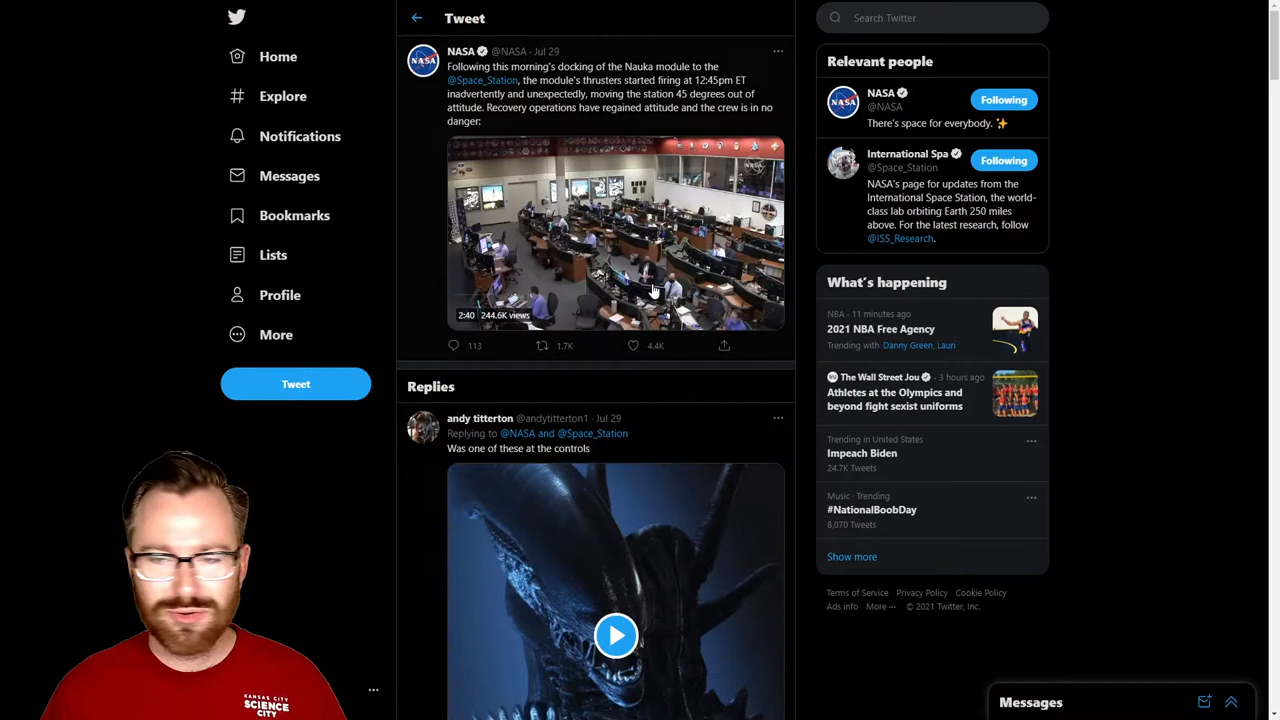 Home
Explore
Notifications
Messages
Bookmarks
Lists
Profile
More
Tweet
KANSAS CITY
SCIENCE
CITY
Tweet
NASA @NASA · Jul 29
Following this morning's docking of the Nauka module to the
@Space_Station, the module's thrusters started firing at 12:45pm ET
inadvertently and unexpectedly, moving the station 45 degrees out of
attitude. Recovery operations have regained attitude and the crew is in no
danger:
2:40 244.6K views
113 1.7K 4.4K
Replies
andy titterton @andytitterton1 · Jul 29
Replying to @NASA and @Space_Station
Was one of these at the controls
Search Twitter
Relevant people
NASA
@NASA
Following
There's space for everybody. ✨
International Spa
@Space_Station
Following
NASA's page for updates from the
International Space Station, the world-
class lab orbiting Earth 250 miles
above. For the latest research, follow
@ISS_Research.
What's happening
NBA · 11 minutes ago
2021 NBA Free Agency
Trending with Danny Green, Lauri
The Wall Street Jou · 3 hours ago
Athletes at the Olympics and
beyond fight sexist uniforms
Trending in United States
Impeach Biden
24.7K Tweets
Music · Trending
#NationalBoobDay
8,070 Tweets
Show more
Terms of Service Privacy Policy Cookie Policy
Ads info More ··· © 2021 Twitter, Inc.
Messages